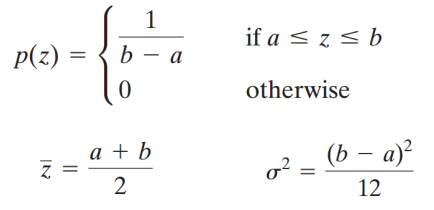 p(z) = { 1 / (b − a) if a ≤ z ≤ b
0 otherwise
z̄ = (a + b) / 2 σ² = (b − a)² / 12